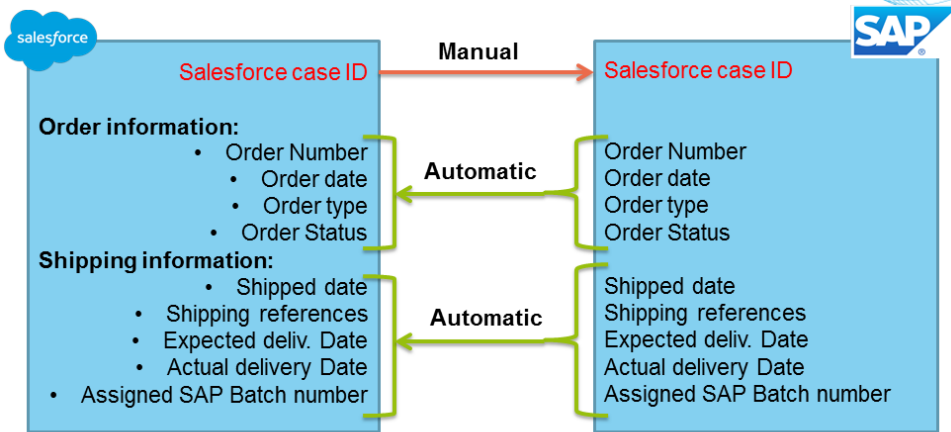 salesforce
SAP
Manual
Salesforce case ID
Salesforce case ID
Order information:
• Order Number
• Order date
• Order type
• Order Status
Automatic
Order Number
Order date
Order type
Order Status
Shipping information:
• Shipped date
• Shipping references
• Expected deliv. Date
• Actual delivery Date
• Assigned SAP Batch number
Automatic
Shipped date
Shipping references
Expected deliv. Date
Actual delivery Date
Assigned SAP Batch number